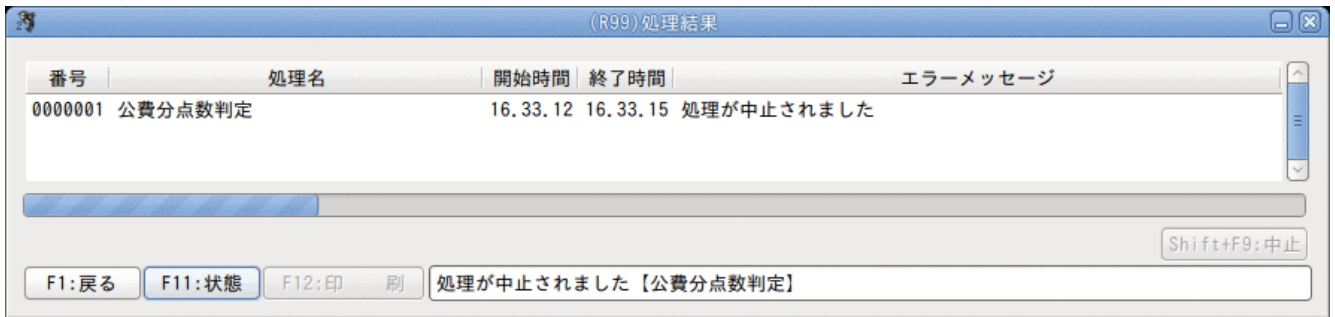 (R99)処理結果
番号 処理名 開始時間 終了時間 エラーメッセージ
0000001 公費分点数判定 16.33.12 16.33.15 処理が中止されました
Shift+F9:中止
F1:戻る F11:状態 F12:印 刷 処理が中止されました【公費分点数判定】